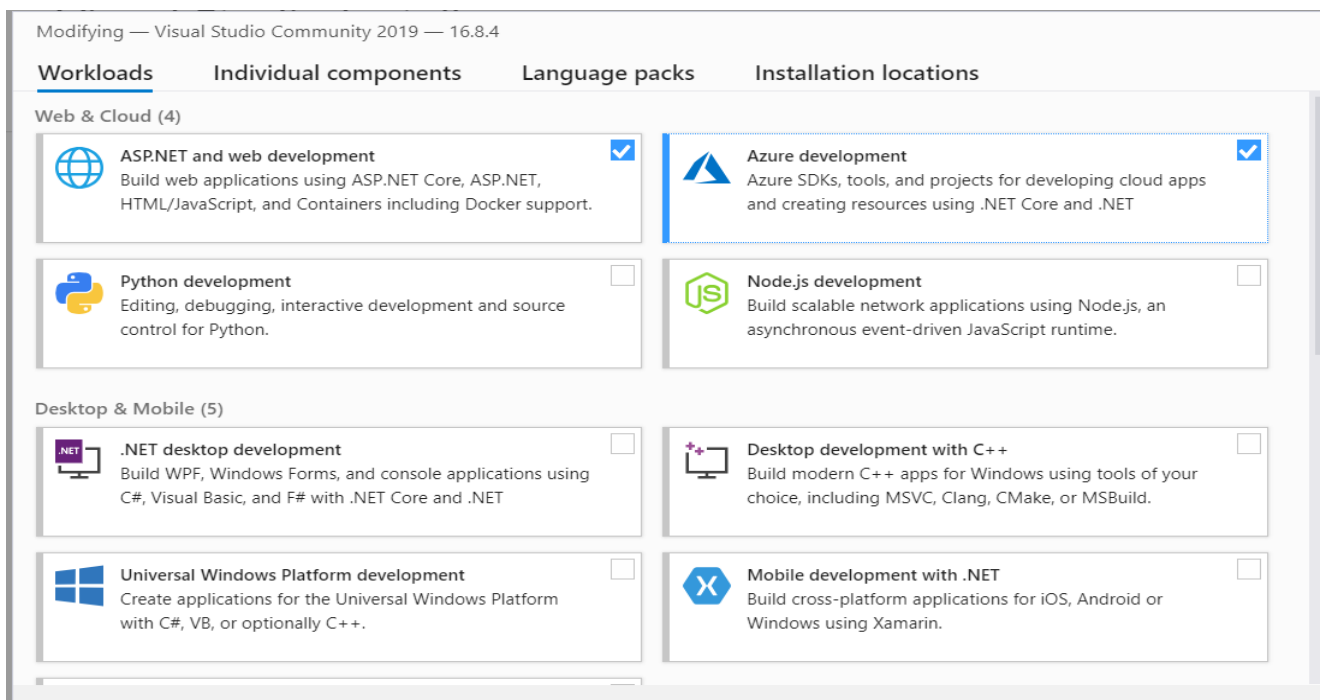 Modifying — Visual Studio Community 2019 — 16.8.4
Workloads Individual components Language packs Installation locations
Web & Cloud (4)
ASP.NET and web development
Build web applications using ASP.NET Core, ASP.NET,
HTML/JavaScript, and Containers including Docker support.
Azure development
Azure SDKs, tools, and projects for developing cloud apps
and creating resources using .NET Core and .NET
Python development
Editing, debugging, interactive development and source
control for Python.
JS
Node.js development
Build scalable network applications using Node.js, an
asynchronous event-driven JavaScript runtime.
Desktop & Mobile (5)
.NET
.NET desktop development
Build WPF, Windows Forms, and console applications using
C#, Visual Basic, and F# with .NET Core and .NET
Desktop development with C++
Build modern C++ apps for Windows using tools of your
choice, including MSVC, Clang, CMake, or MSBuild.
Universal Windows Platform development
Create applications for the Universal Windows Platform
with C#, VB, or optionally C++.
Mobile development with .NET
Build cross-platform applications for iOS, Android or
Windows using Xamarin.